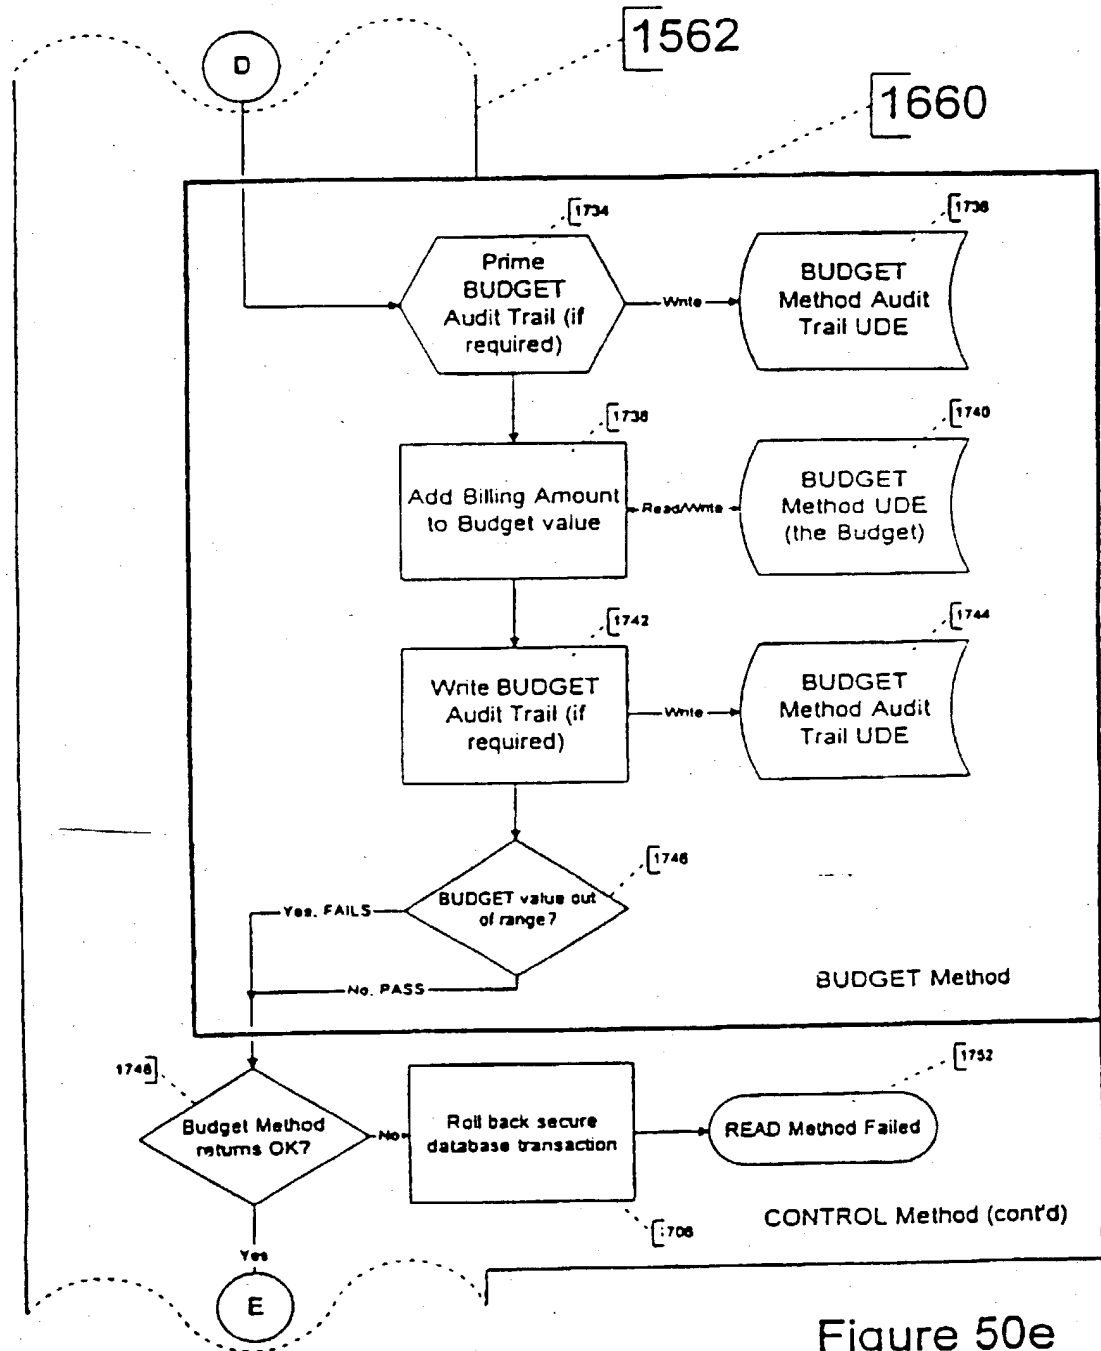 D
1562
1660
1734
Prime
BUDGET
Audit Trail (if
required)
Write
1736
BUDGET
Method Audit
Trail UDE
1738
Add Billing Amount
to Budget value
Read/Write
1740
BUDGET
Method UDE
(the Budget)
1742
Write BUDGET
Audit Trail (if
required)
Write
1744
BUDGET
Method Audit
Trail UDE
1746
BUDGET value out
of range?
Yes, FAILS
No, PASS
BUDGET Method
1748
Budget Method
returns OK?
No
Roll back secure
database transaction
1752
READ Method Failed
CONTROL Method (cont'd)
Yes
E
Figure 50e